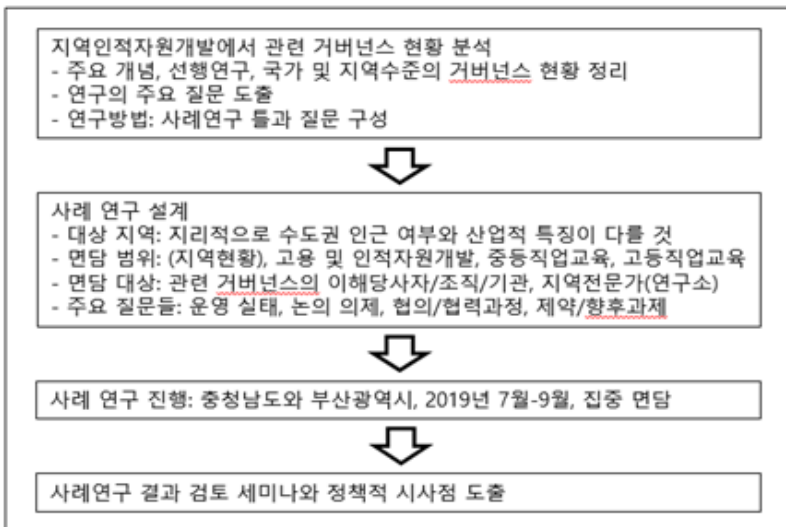 지역인적자원개발에서 관련 거버넌스 현황 분석
- 주요 개념, 선행연구, 국가 및 지역수준의 거버넌스 현황 정리
- 연구의 주요 질문 도출
- 연구방법: 사례연구 틀과 질문 구성
사례 연구 설계
- 대상 지역: 지리적으로 수도권 인근 여부와 산업적 특징이 다를 것
- 면담 범위: (지역현황), 고용 및 인적자원개발, 중등직업교육, 고등직업교육
- 면담 대상: 관련 거버넌스의 이해당사자/조직/기관, 지역전문가(연구소)
- 주요 질문들: 운영 실태, 논의 의제, 협의/협력과정, 제약/향후과제
사례 연구 진행: 충청남도와 부산광역시, 2019년 7월-9월, 집중 면담
사례연구 결과 검토 세미나와 정책적 시사점 도출